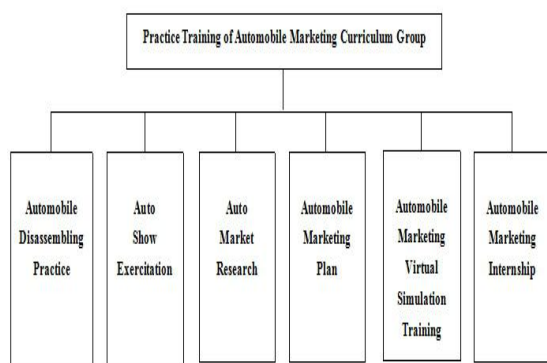 Practice Training of Automobile Marketing Curriculum Group
Automobile
Disassembling
Practice
Auto
Show
Exercitation
Auto
Market
Research
Automobile
Marketing
Plan
Automobile
Marketing
Virtual
Simulation
Training
Automobile
Marketing
Internship